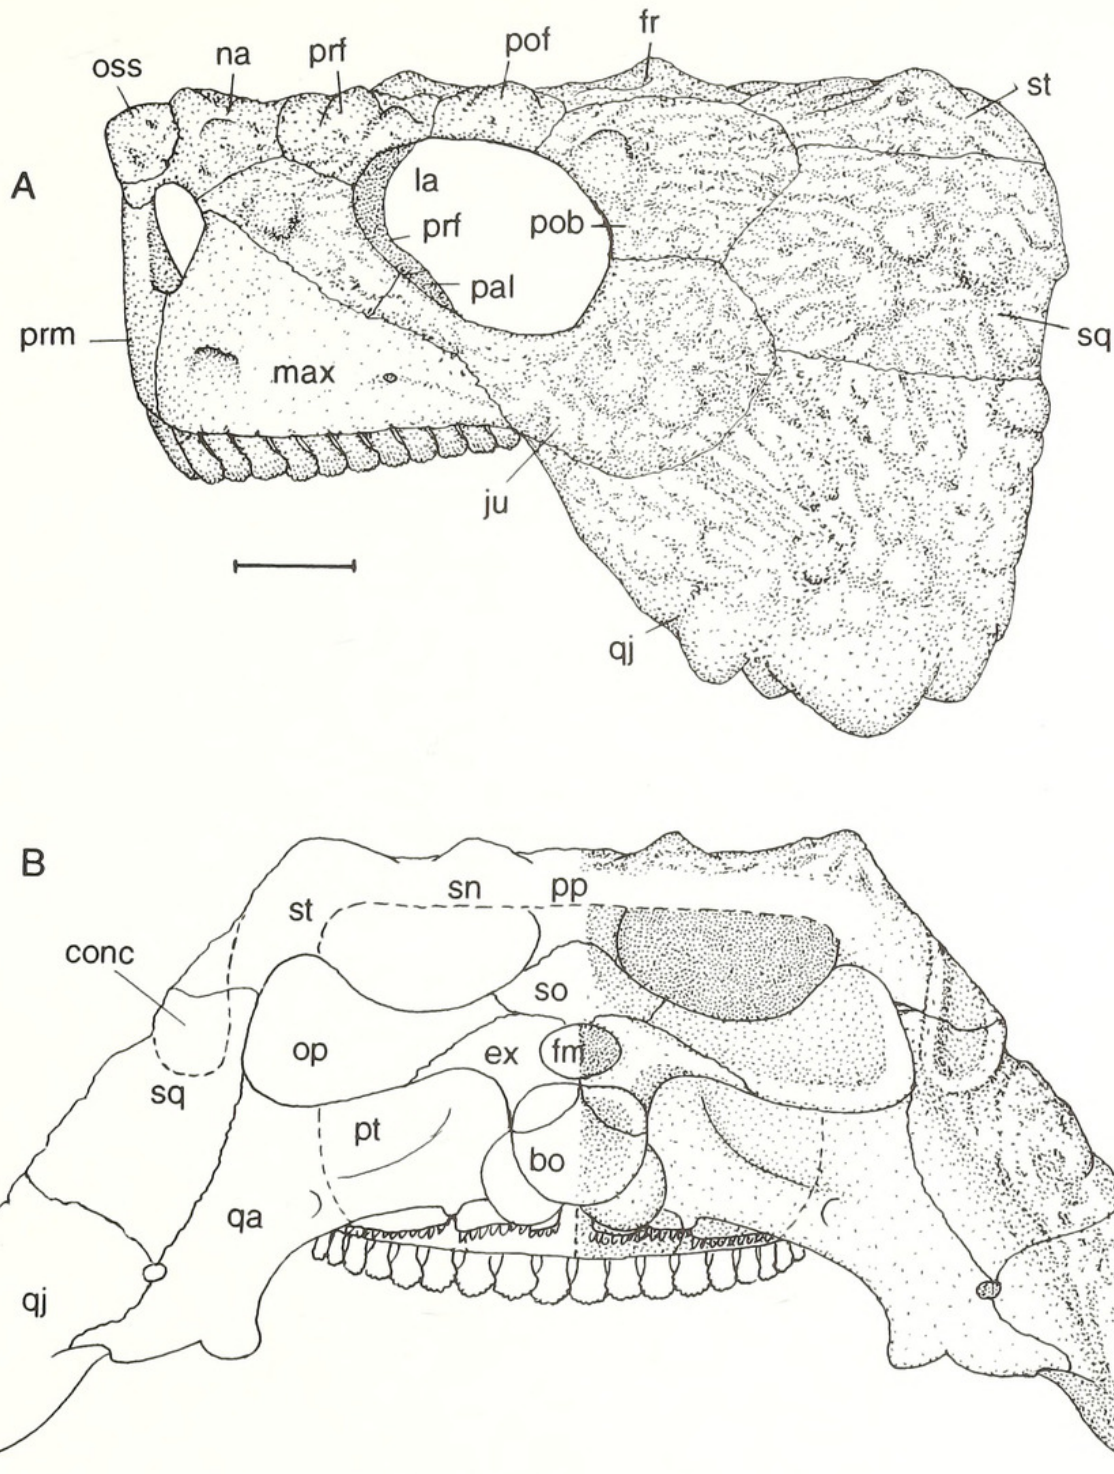 oss na prf pof fr
st
A
la
prf pob
pal
prm
sq
max
ju
qj
B
sn pp
st
conc
so
op ex fm
sq
pt
bo
qa
qj